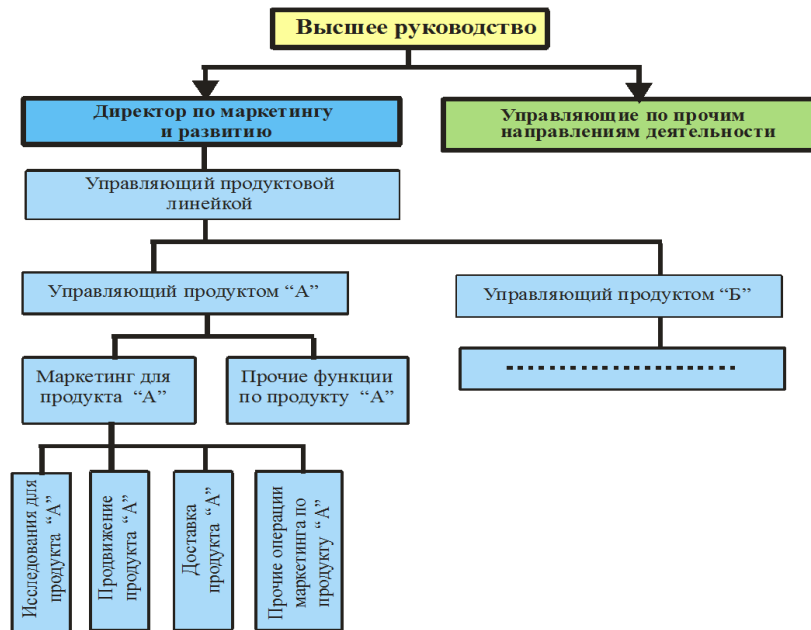 Высшее руководство
Директор по маркетингу
и развитию
Управляющие по прочим
направлениям деятельности
Управляющий продуктовой
линейкой
Управляющий продуктом “А”
Управляющий продуктом “Б”
Маркетинг для
продукта “А”
Прочие функции
по продукту “А”
Исследования для
продукта “А”
Продвижение
продукта “А”
Доставка
продукта “А”
Прочие операции
маркетинга по
продукту “А”